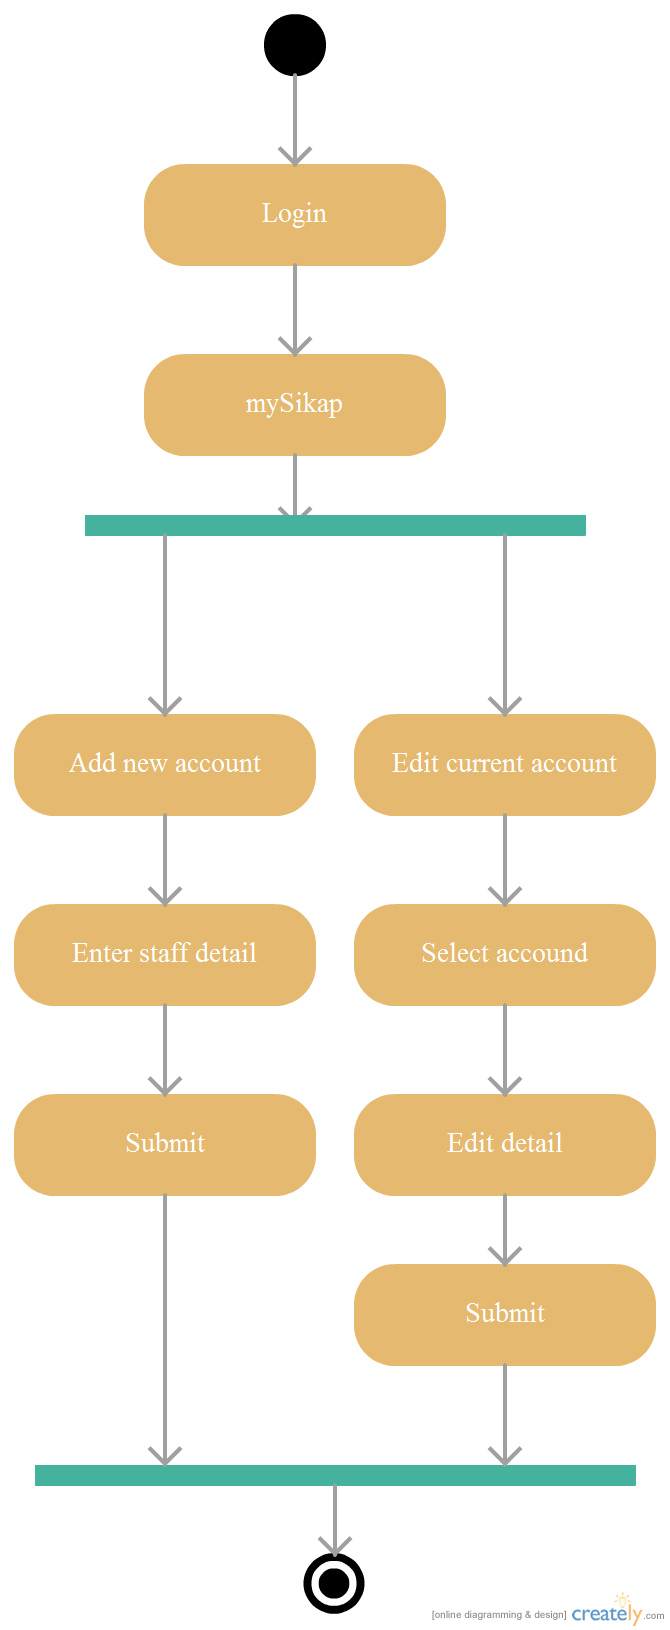 Login
mySikap
Add new account
Edit current account
Enter staff detail
Select accound
Submit
Edit detail
Submit
[online diagramming & design] creately.com